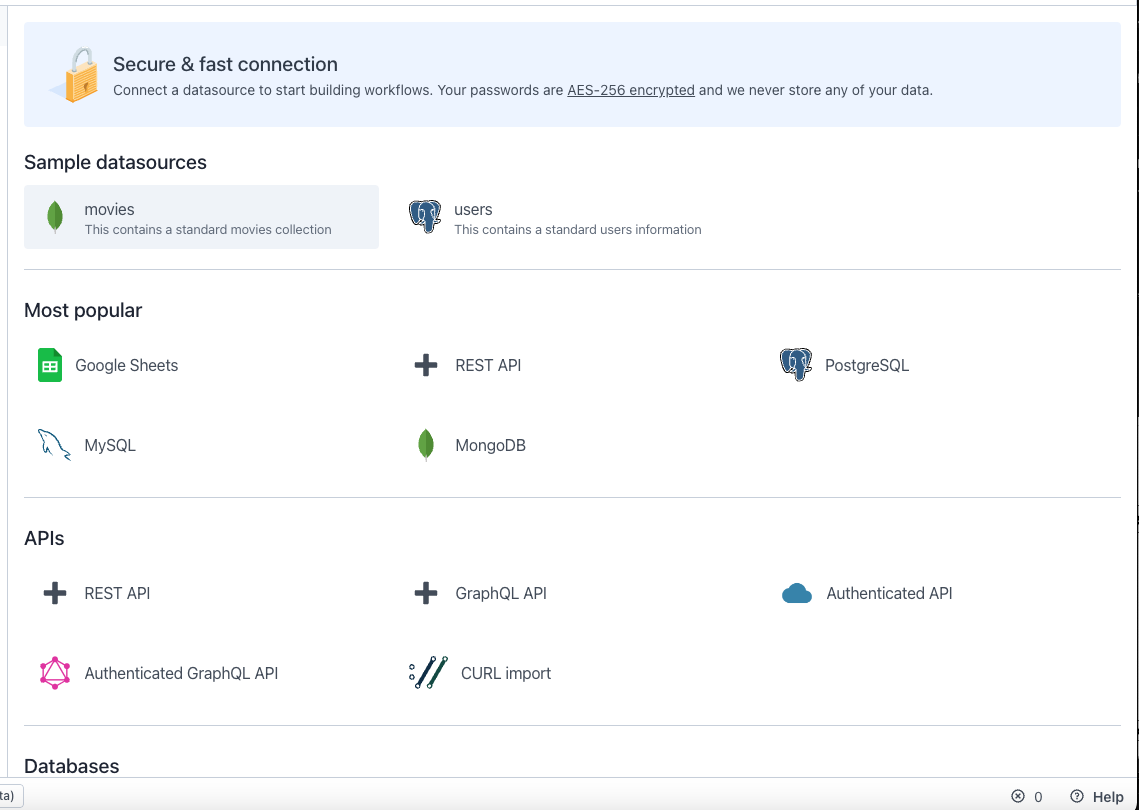 Secure & fast connection
Connect a datasource to start building workflows. Your passwords are AES-256 encrypted and we never store any of your data.
Sample datasources
movies
This contains a standard movies collection
users
This contains a standard users information
Most popular
Google Sheets
REST API
PostgreSQL
MySQL
MongoDB
APIs
REST API
GraphQL API
Authenticated API
Authenticated GraphQL API
CURL import
Databases
ta)
0
Help